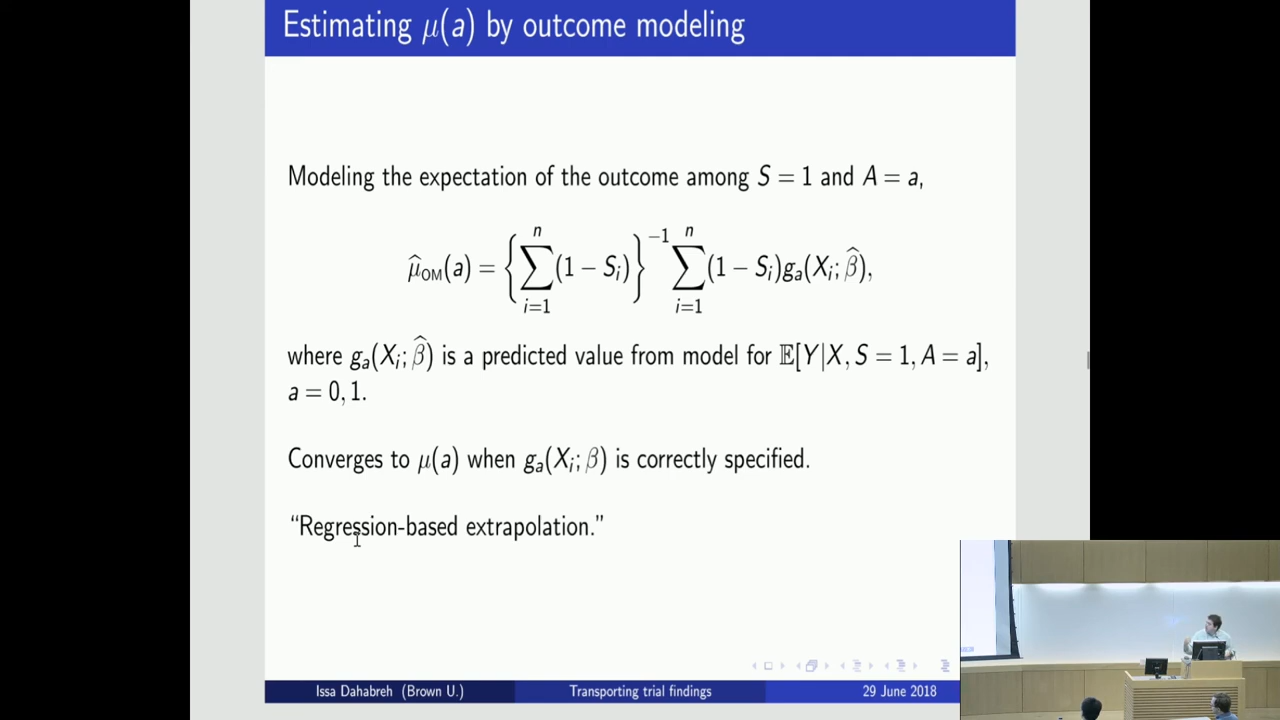 Estimating μ(a) by outcome modeling
Modeling the expectation of the outcome among S = 1 and A = a,
μ̂_OM(a) = {∑_{i=1}^{n}(1 − S_i)}^{−1} ∑_{i=1}^{n}(1 − S_i)g_a(X_i; β̂),
where g_a(X_i; β̂) is a predicted value from model for 𝔼[Y|X, S = 1, A = a],
a = 0, 1.
Converges to μ(a) when g_a(X_i; β) is correctly specified.
“Regression-based extrapolation.”
Issa Dahabreh (Brown U.) Transporting trial findings 29 June 2018